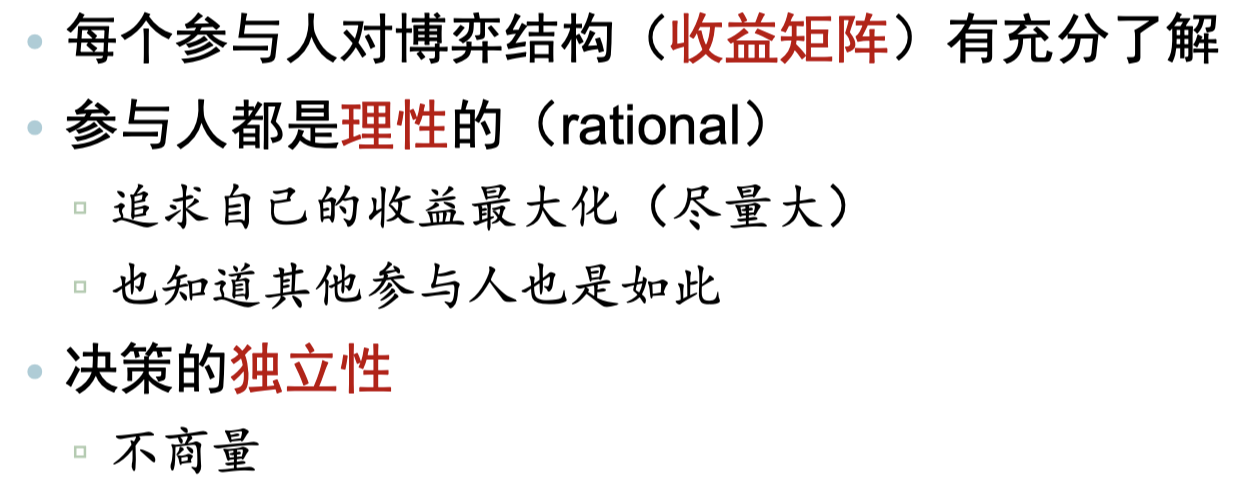 每个参与人对博弈结构（收益矩阵）有充分了解
参与人都是理性的（rational）
追求自己的收益最大化（尽量大）
也知道其他参与人也是如此
决策的独立性
不商量